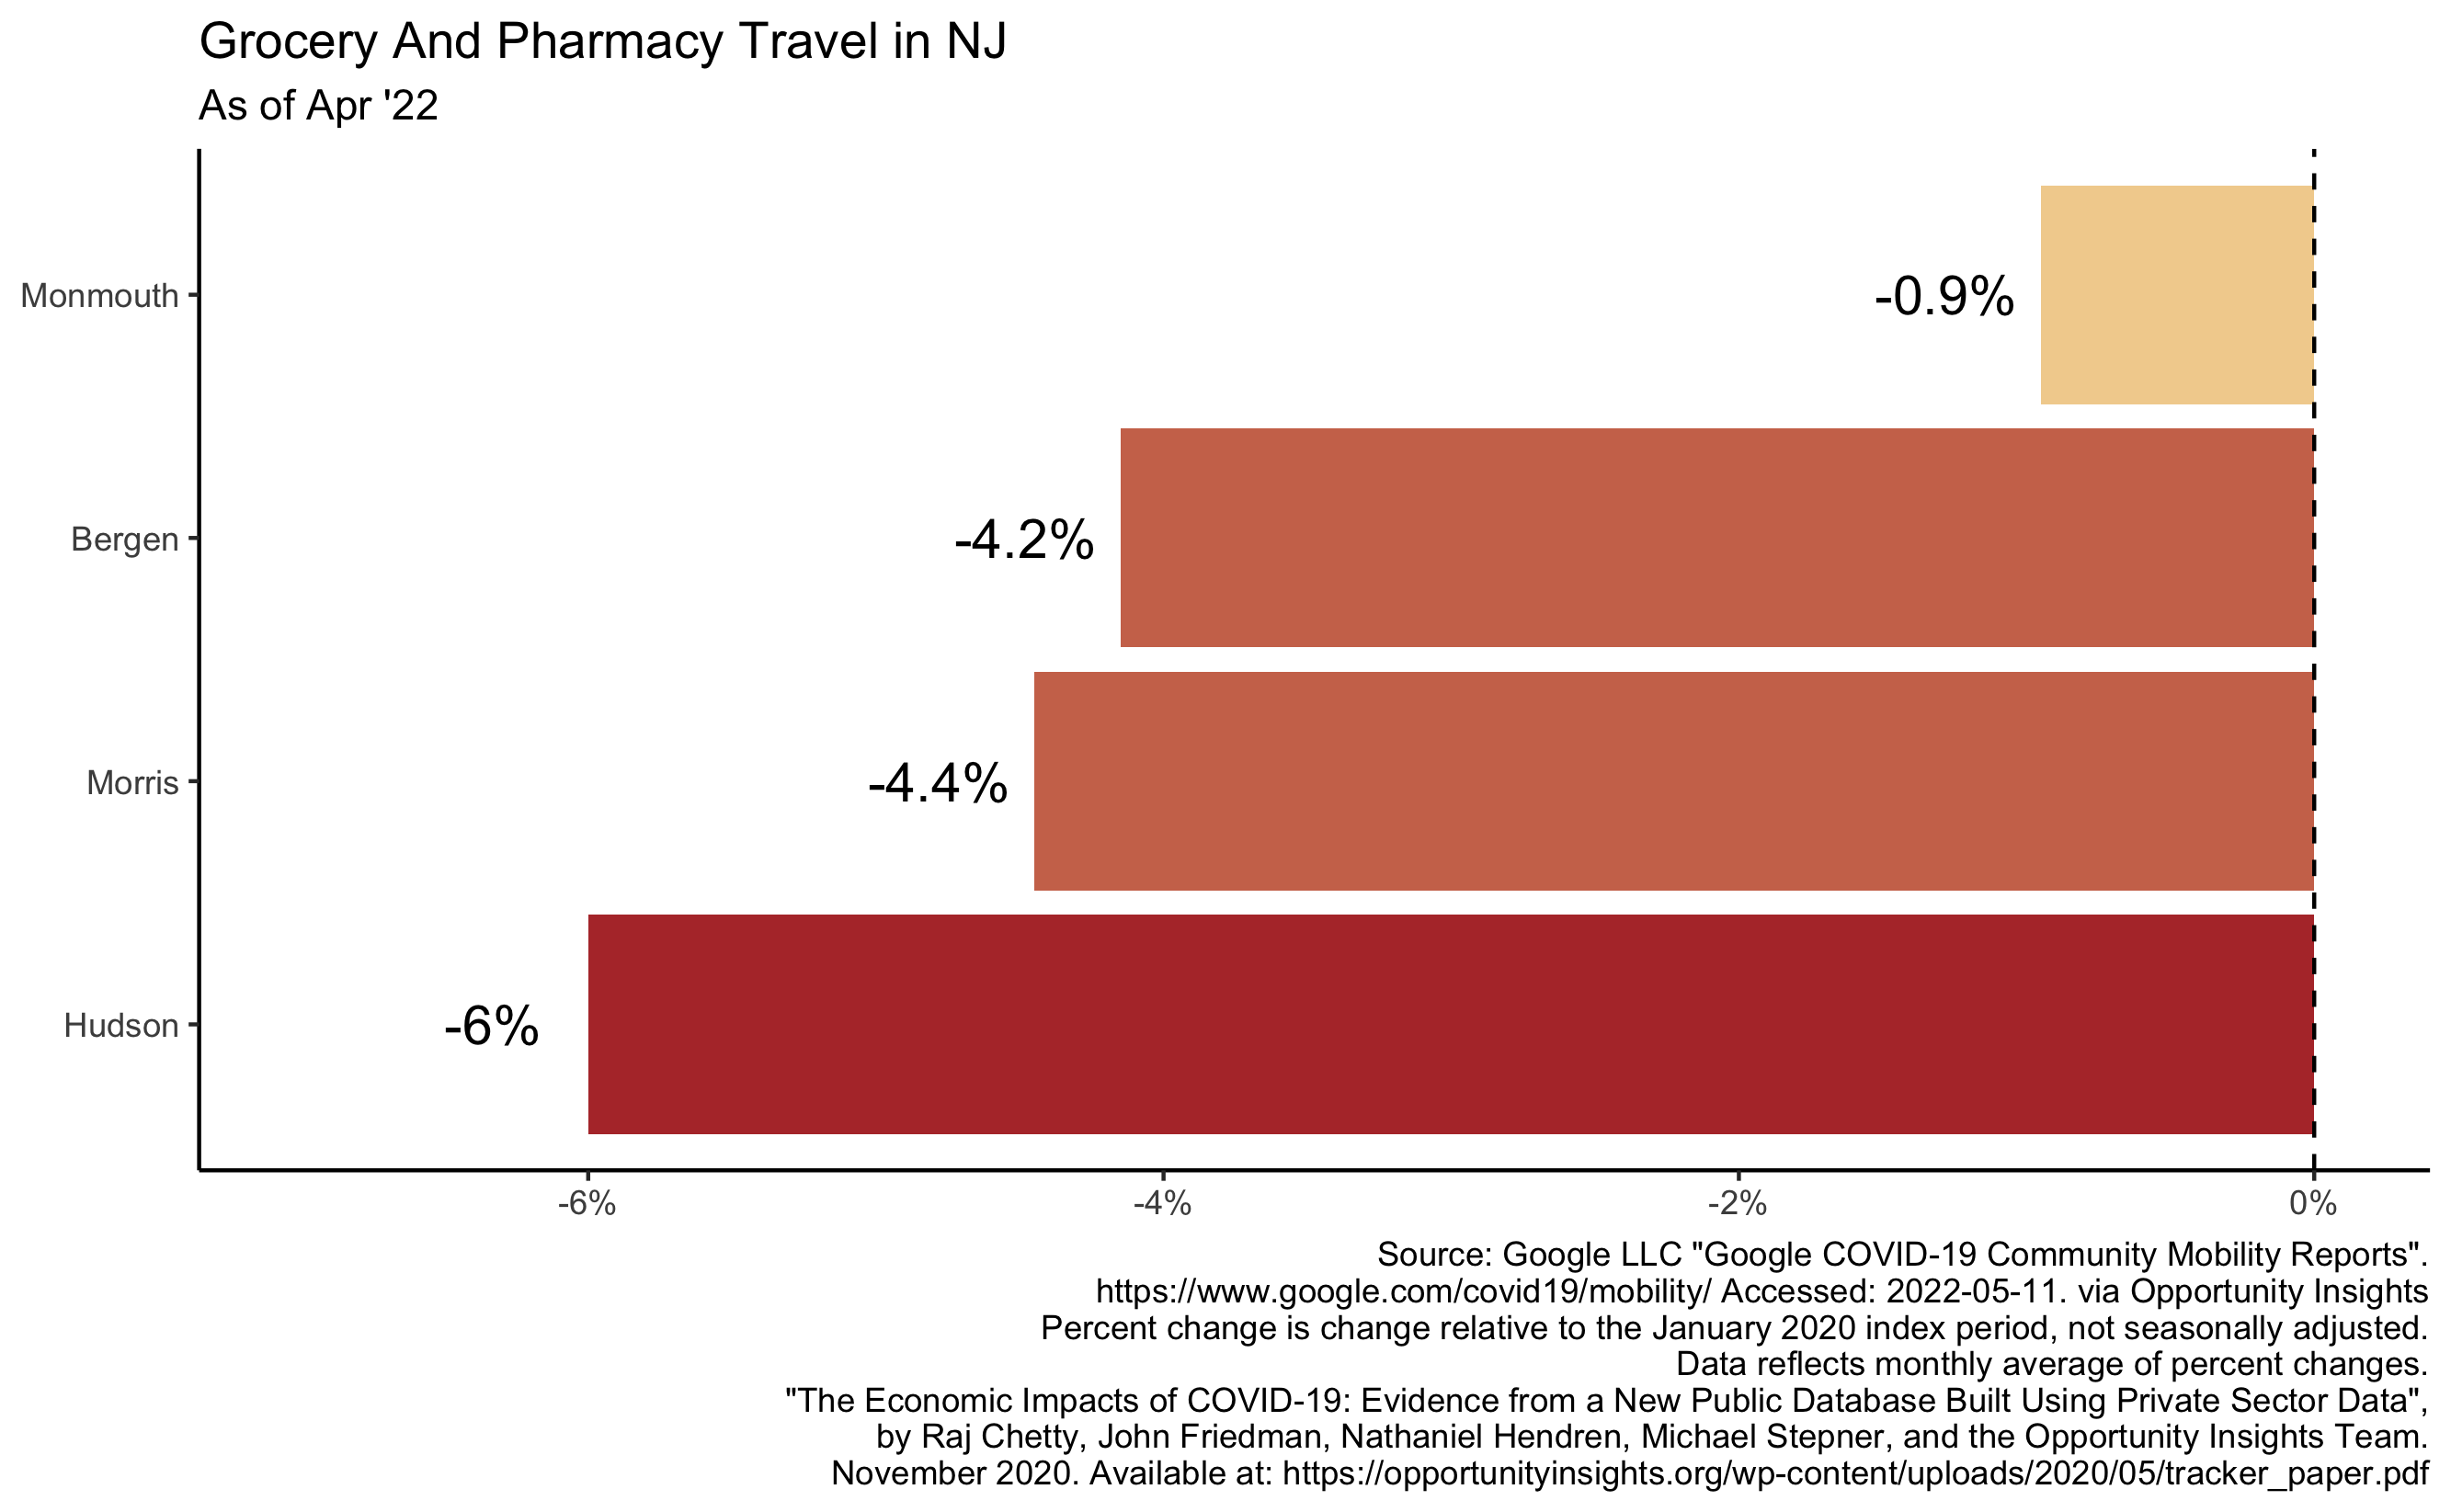 Grocery And Pharmacy Travel in NJ
As of Apr '22
Monmouth
-0.9%
Bergen
-4.2%
Morris
-4.4%
Hudson
-6%
-6%
-4%
-2%
0%
Source: Google LLC "Google COVID-19 Community Mobility Reports".
https://www.google.com/covid19/mobility/ Accessed: 2022-05-11. via Opportunity Insights
Percent change is change relative to the January 2020 index period, not seasonally adjusted.
Data reflects monthly average of percent changes.
"The Economic Impacts of COVID-19: Evidence from a New Public Database Built Using Private Sector Data",
by Raj Chetty, John Friedman, Nathaniel Hendren, Michael Stepner, and the Opportunity Insights Team.
November 2020. Available at: https://opportunityinsights.org/wp-content/uploads/2020/05/tracker_paper.pdf